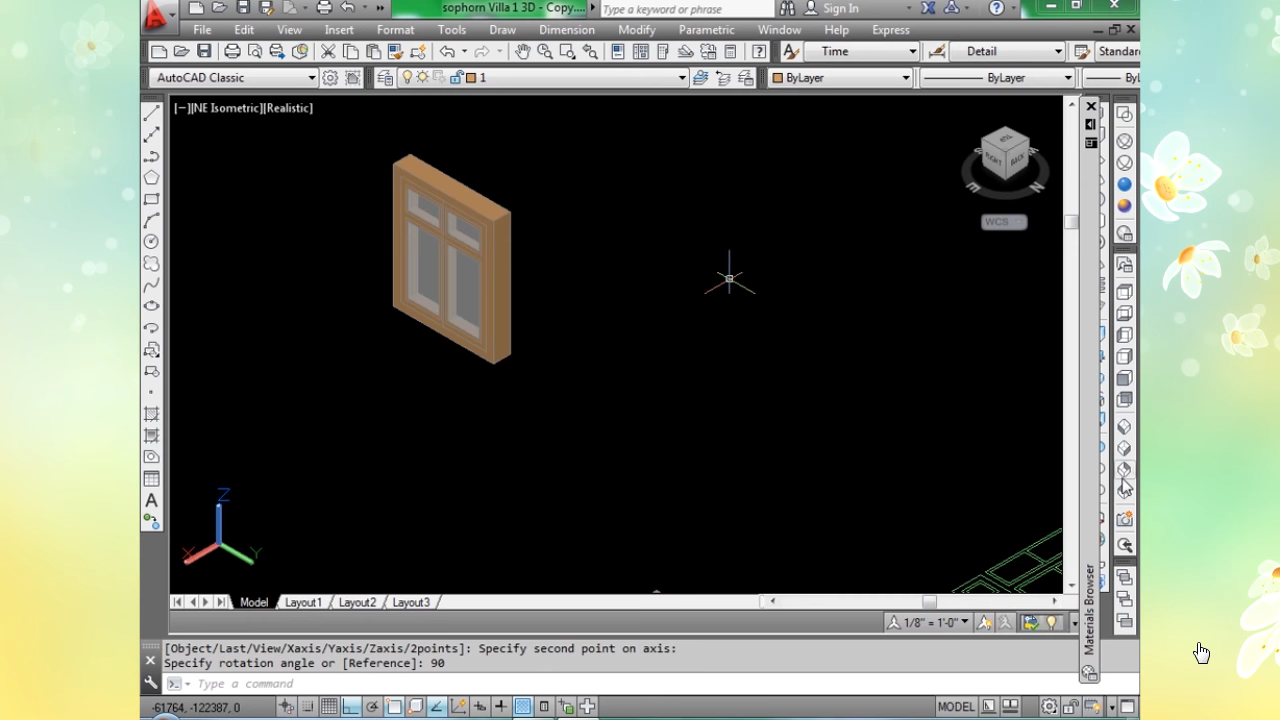 sophorn Villa 1 3D - Copy....
Type a keyword or phrase
Sign In
File Edit View Insert Format Tools Draw Dimension Modify Parametric Window Help Express
Time
Detail
Standard
AutoCAD Classic
1
ByLayer
ByLayer
ByL
[−][NE Isometric][Realistic]
RIGHT
BACK
E
N
WCS
Z
X
Y
Model Layout1 Layout2 Layout3
1/8" = 1'-0"
Materials Browser
[Object/Last/View/Xaxis/Yaxis/Zaxis/2points]: Specify second point on axis:
Specify rotation angle or [Reference]: 90
Type a command
-61764, -122387, 0
MODEL